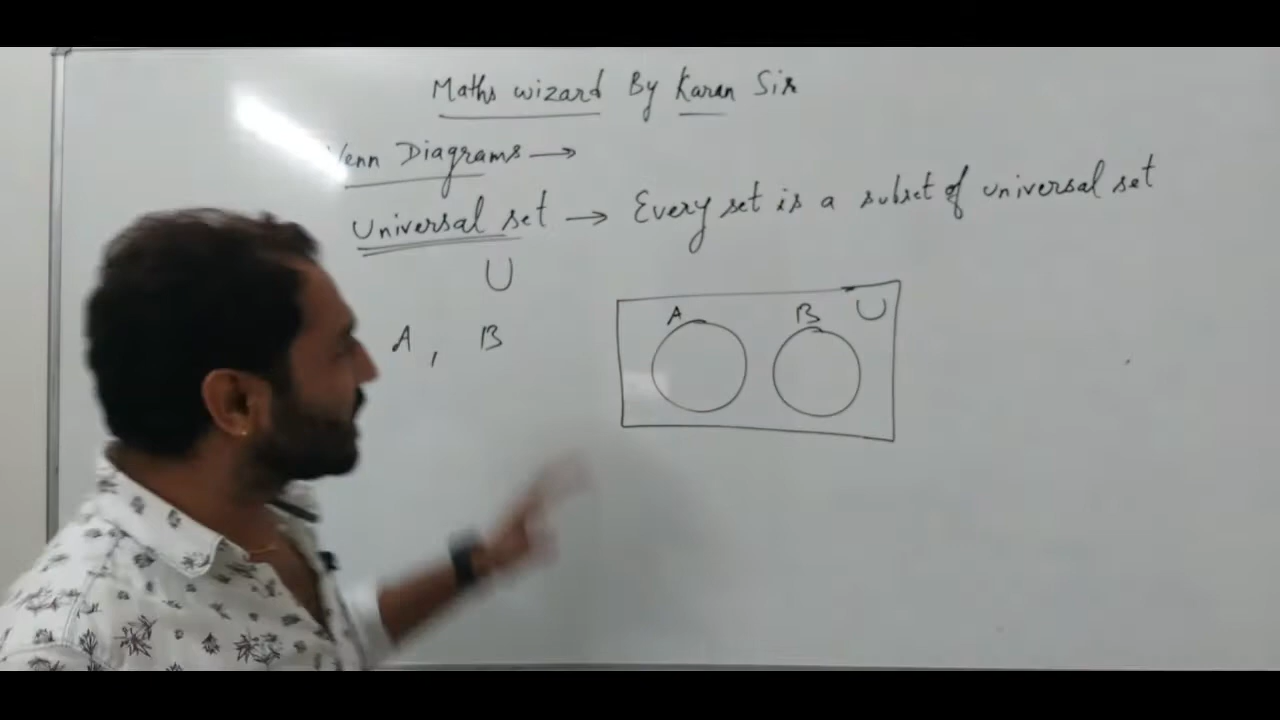 Maths wizard By Karan Sir
Venn Diagrams →
Universal set → Every set is a subset of universal set
U
A , B
A B U